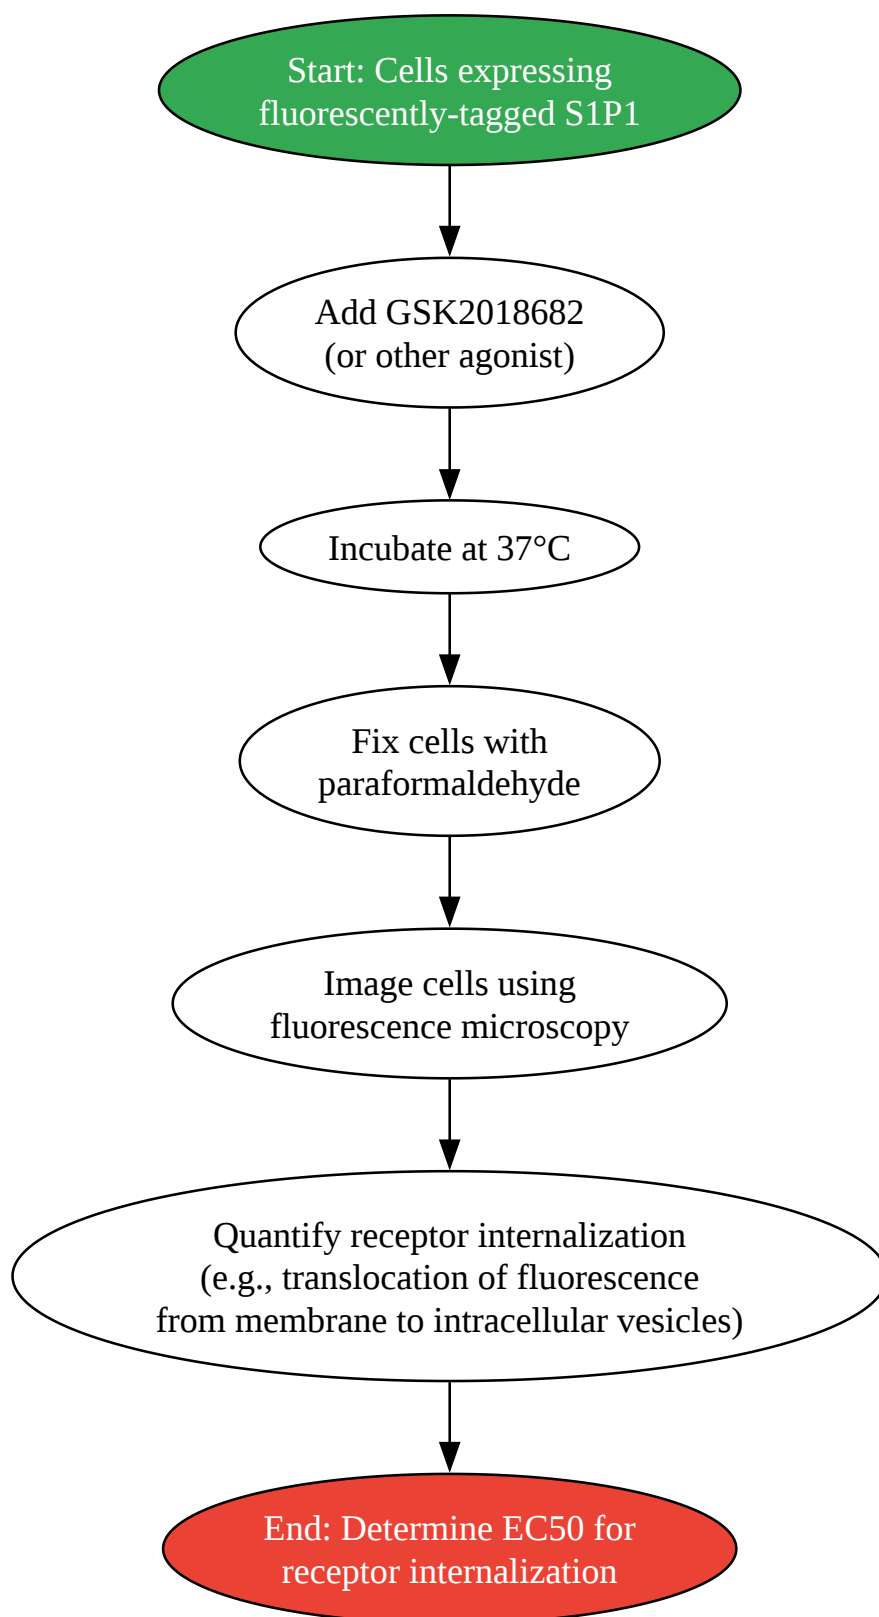 Start: Cells expressing
fluorescently-tagged S1P1
Add GSK2018682
(or other agonist)
Incubate at 37°C
Fix cells with
paraformaldehyde
Image cells using
fluorescence microscopy
Quantify receptor internalization
(e.g., translocation of fluorescence
from membrane to intracellular vesicles)
End: Determine EC50 for
receptor internalization